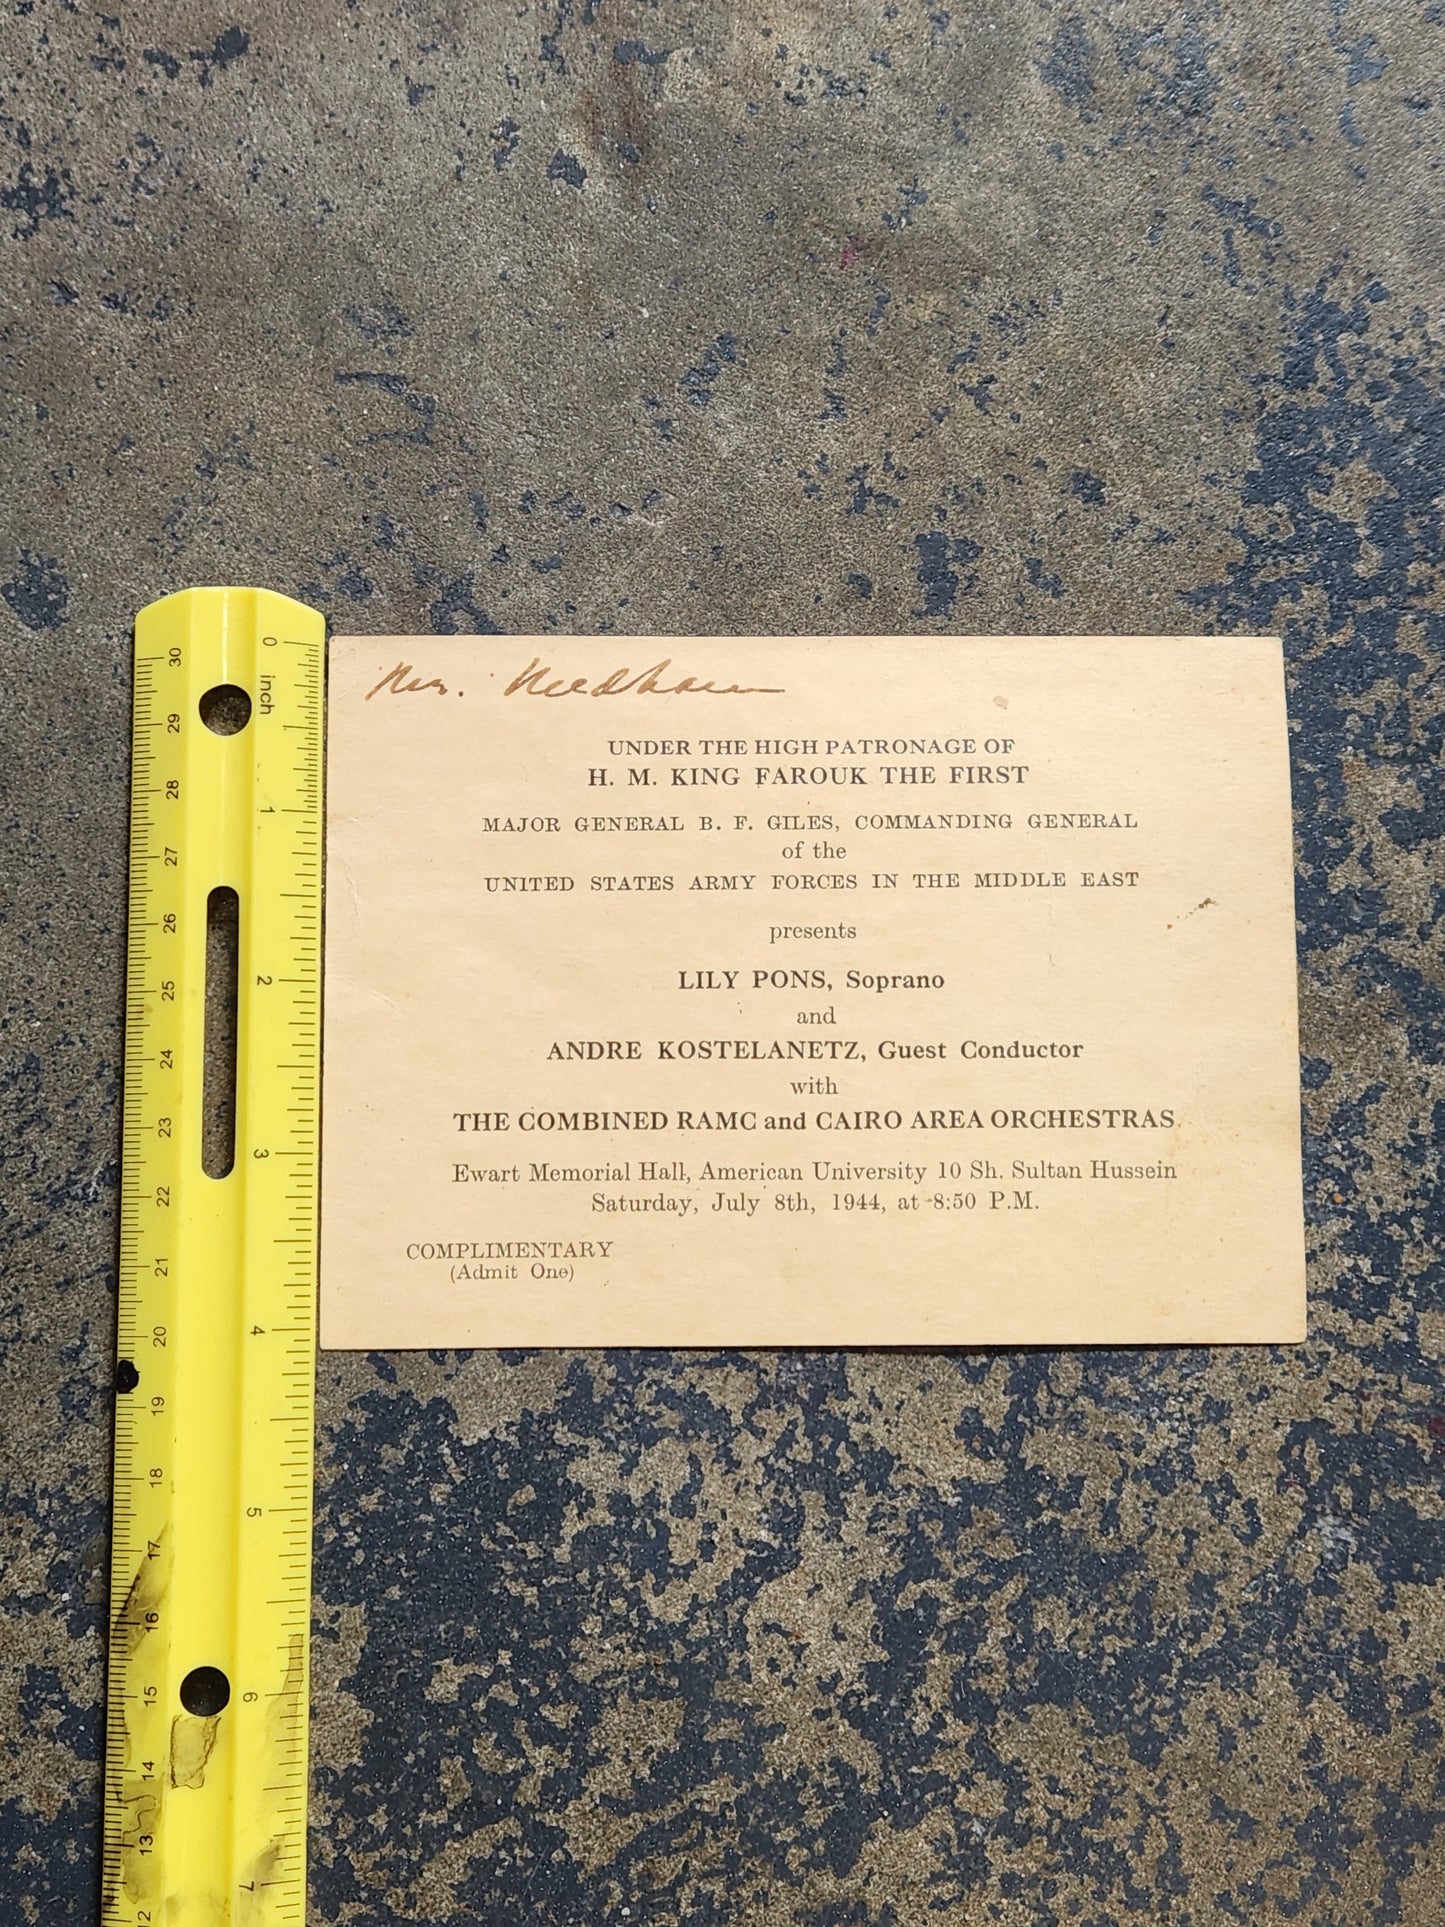 Mr. Needham
UNDER THE HIGH PATRONAGE OF
H. M. KING FAROUK THE FIRST
MAJOR GENERAL B. F. GILES, COMMANDING GENERAL
of the
UNITED STATES ARMY FORCES IN THE MIDDLE EAST
presents
LILY PONS, Soprano
and
ANDRE KOSTELANETZ, Guest Conductor
with
THE COMBINED RAMC and CAIRO AREA ORCHESTRAS
Ewart Memorial Hall, American University 10 Sh. Sultan Hussein
Saturday, July 8th, 1944, at 8:50 P.M.
COMPLIMENTARY
(Admit One)
0 inch 1 2 3 4 5 6 7
30 29 28 27 26 25 24 23 22 21 20 19 18 17 16 15 14 13 12